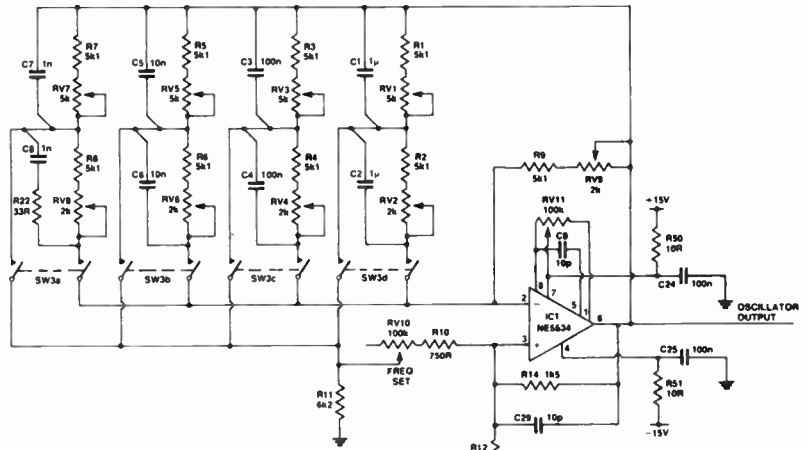 C7 1n
R7 5k1
RV7 5k
C5 10n
R5 5k1
RV5 5k
C3 100n
R3 5k1
RV3 5k
C1 1μ
R1 5k1
RV1 5k
C8 1n
R8 5k1
R22 33R
RV8 2k
C6 10n
R6 5k1
RV6 2k
C4 100n
R4 5k1
RV4 2k
C2 1μ
R2 5k1
RV2 2k
R9 5k1
RV9 2k
RV11 100k
C9 10p
+15V
R50 10R
C24 100n
SW3a
SW3b
SW3c
SW3d
8
7
5
1
2
−
IC1 NE5534
6
3
+
4
OSCILLATOR OUTPUT
RV10 100k
R10 750R
FREQ SET
C25 100n
R14 1k5
R51 10R
R11 6k2
C29 10p
−15V
R12